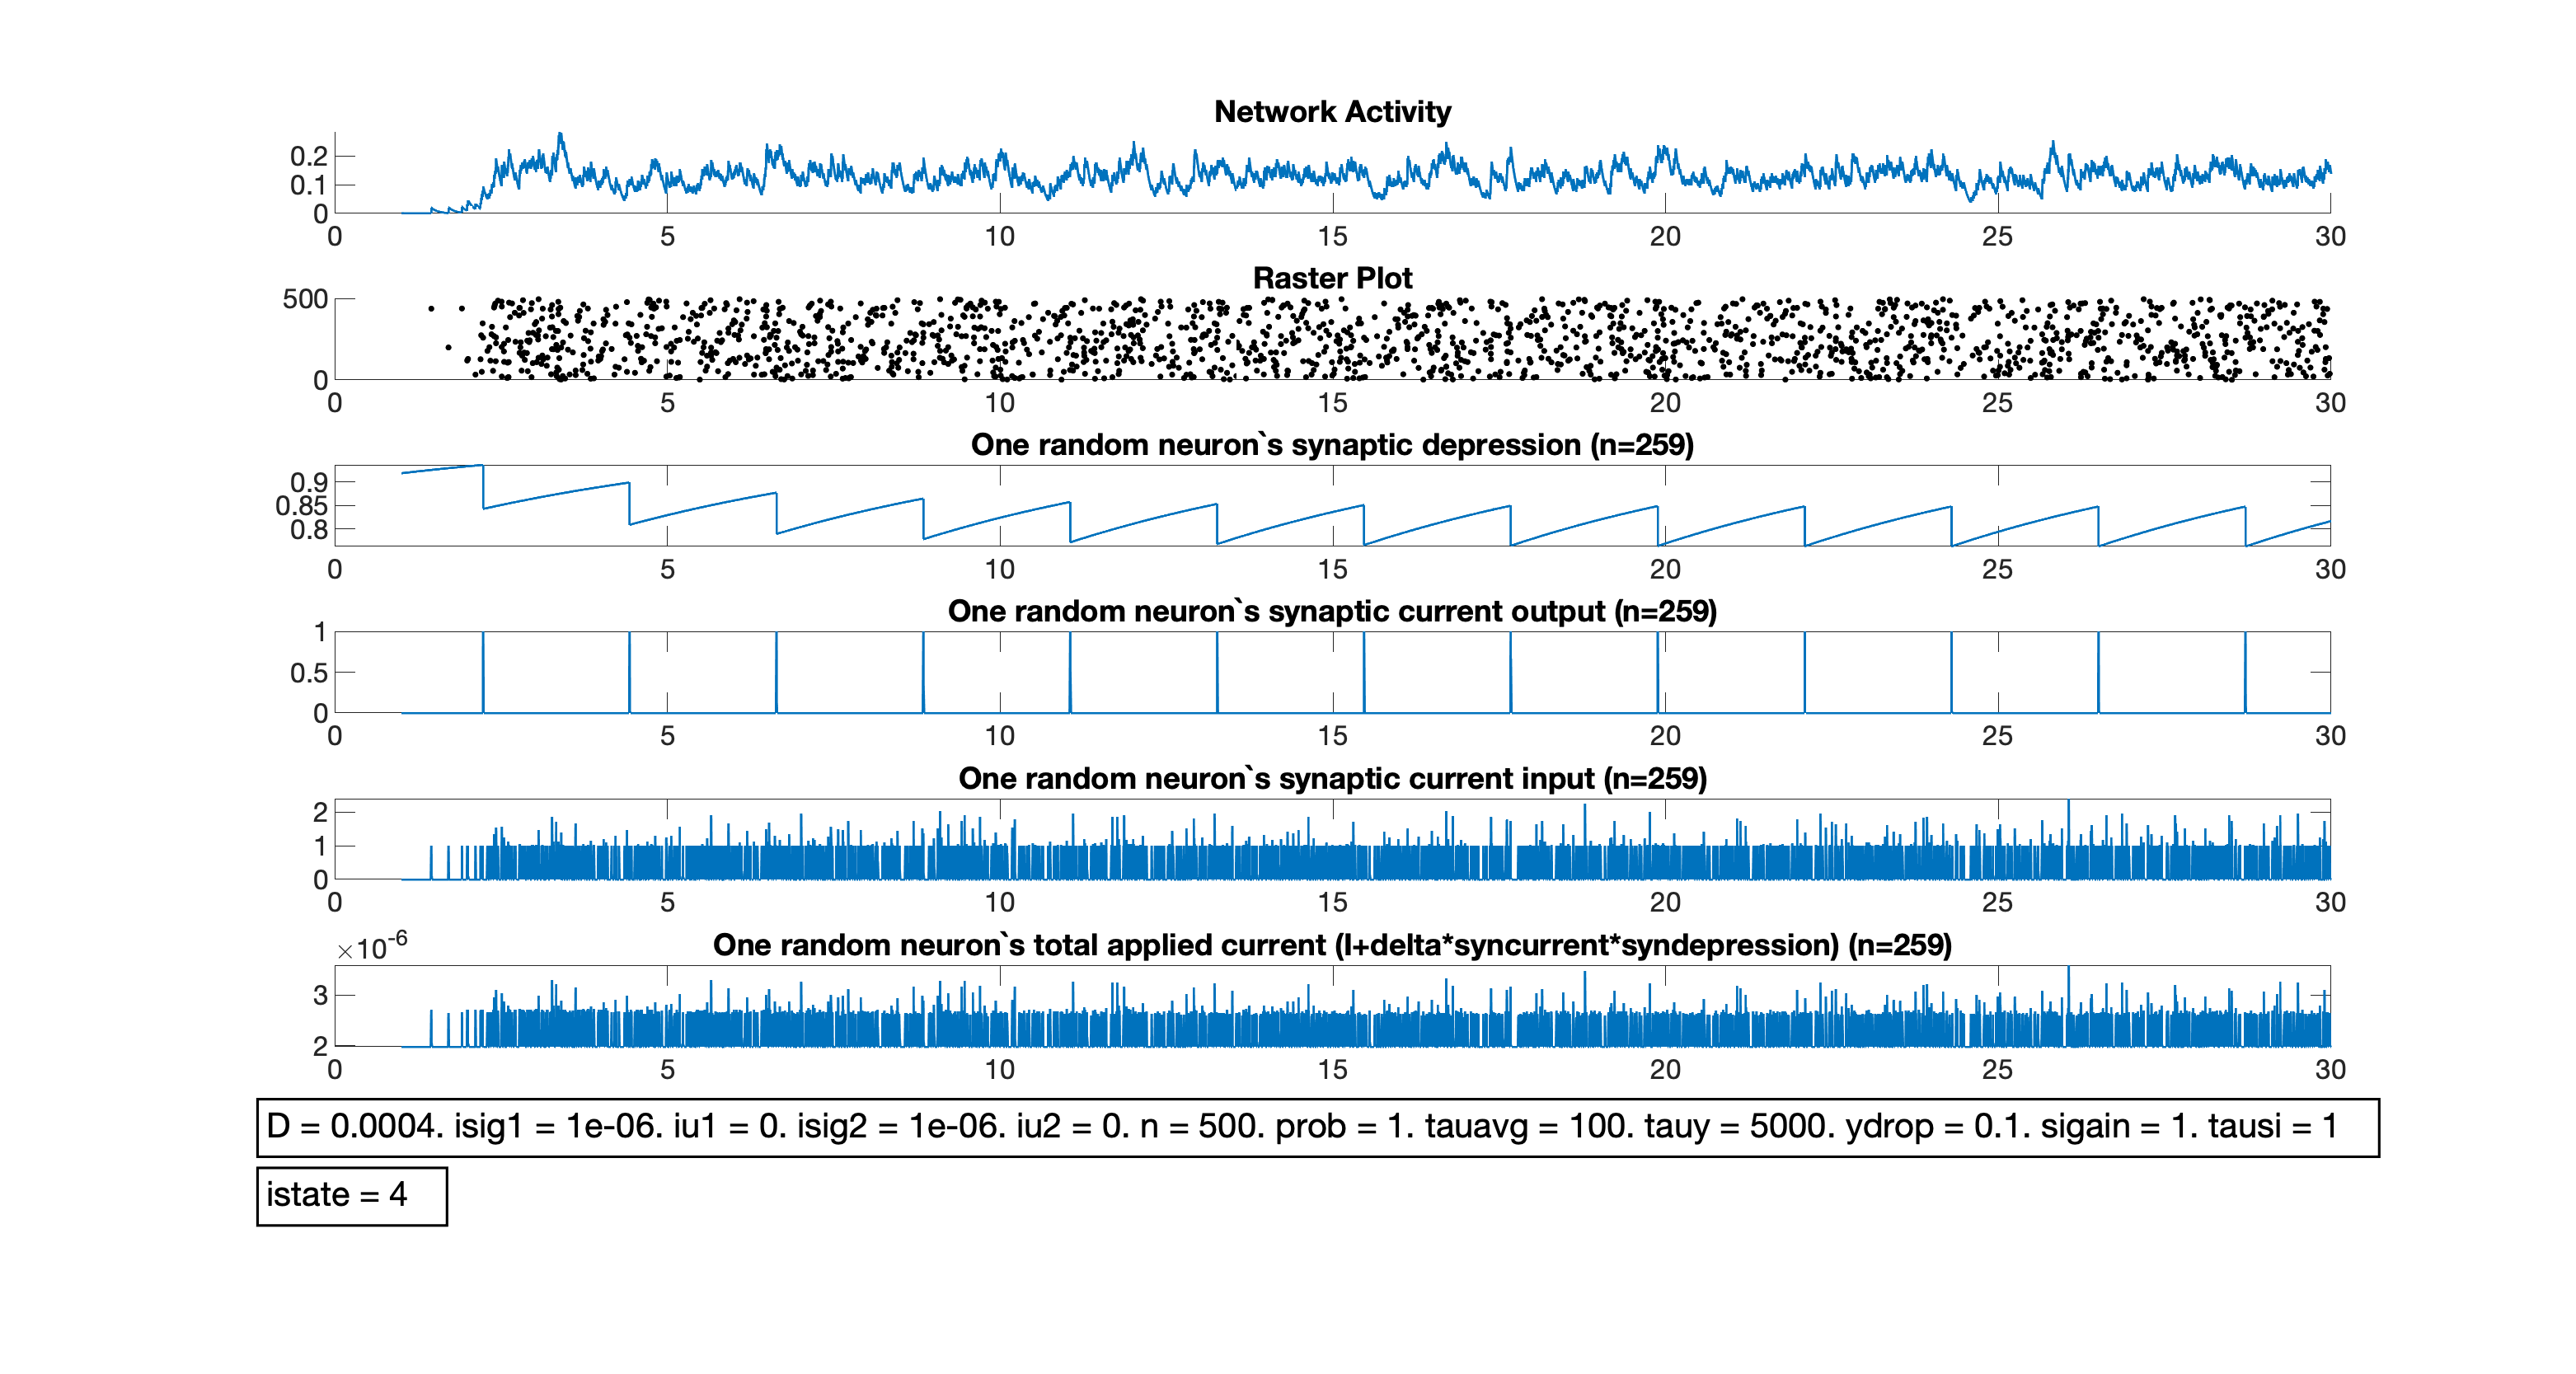 Network Activity
0.2
0.1
0
0 5 10 15 20 25 30
Raster Plot
500
0
0 5 10 15 20 25 30
One random neuron`s synaptic depression (n=259)
0.9
0.85
0.8
0 5 10 15 20 25 30
One random neuron`s synaptic current output (n=259)
1
0.5
0
0 5 10 15 20 25 30
One random neuron`s synaptic current input (n=259)
2
1
0
0 5 10 15 20 25 30
×10-6
One random neuron`s total applied current (I+delta*syncurrent*syndepression) (n=259)
3
2
0 5 10 15 20 25 30
D = 0.0004. isig1 = 1e-06. iu1 = 0. isig2 = 1e-06. iu2 = 0. n = 500. prob = 1. tauavg = 100. tauy = 5000. ydrop = 0.1. sigain = 1. tausi = 1
istate = 4